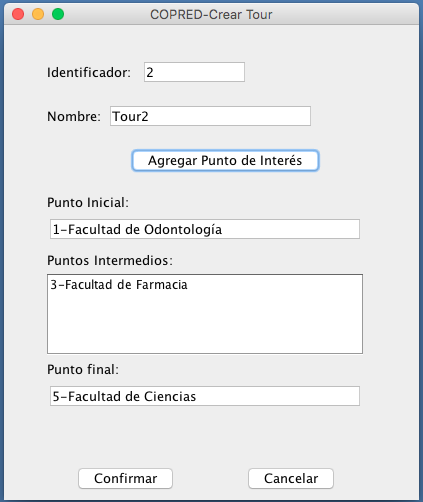 COPRED-Crear Tour
Identificador: 2
Nombre: Tour2
Agregar Punto de Interés
Punto Inicial:
1-Facultad de Odontología
Puntos Intermedios:
3-Facultad de Farmacia
Punto final:
5-Facultad de Ciencias
Confirmar Cancelar